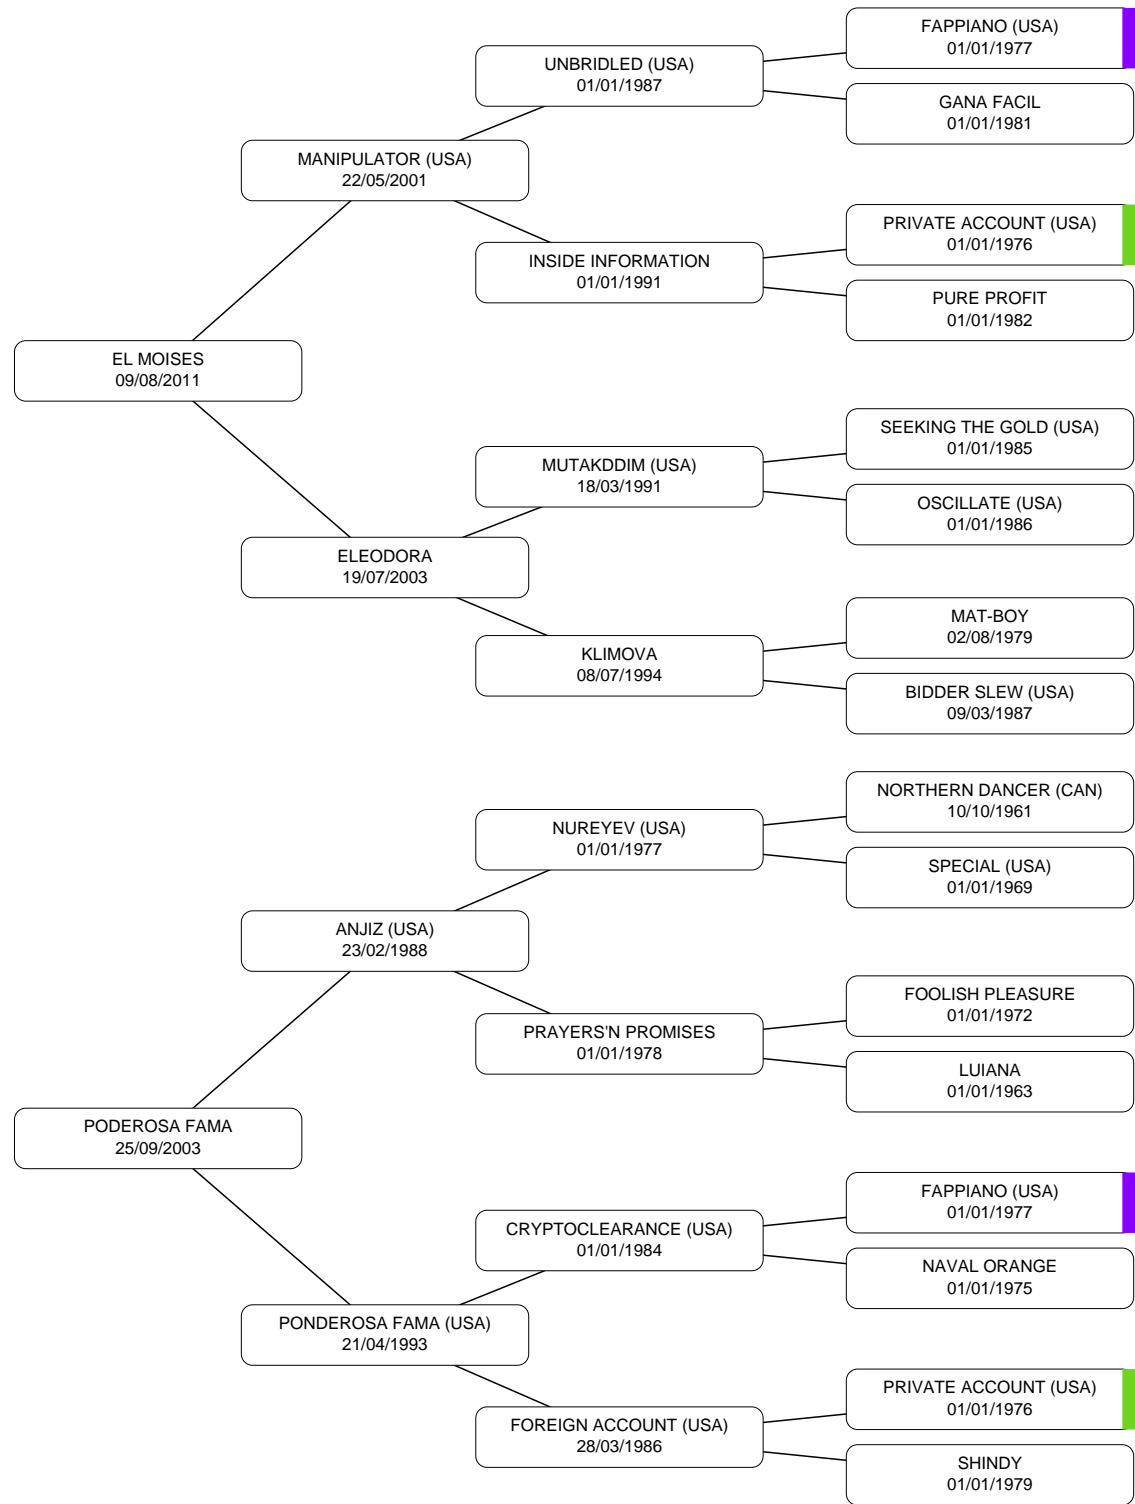 FAPPIANO (USA)
01/01/1977
UNBRIDLED (USA)
01/01/1987
GANA FACIL
01/01/1981
MANIPULATOR (USA)
22/05/2001
PRIVATE ACCOUNT (USA)
01/01/1976
INSIDE INFORMATION
01/01/1991
PURE PROFIT
01/01/1982
EL MOISES
09/08/2011
SEEKING THE GOLD (USA)
01/01/1985
MUTAKDDIM (USA)
18/03/1991
OSCILLATE (USA)
01/01/1986
ELEODORA
19/07/2003
MAT-BOY
02/08/1979
KLIMOVA
08/07/1994
BIDDER SLEW (USA)
09/03/1987
NORTHERN DANCER (CAN)
10/10/1961
NUREYEV (USA)
01/01/1977
SPECIAL (USA)
01/01/1969
ANJIZ (USA)
23/02/1988
FOOLISH PLEASURE
01/01/1972
PRAYERS'N PROMISES
01/01/1978
LUIANA
01/01/1963
PODEROSA FAMA
25/09/2003
FAPPIANO (USA)
01/01/1977
CRYPTOCLEARANCE (USA)
01/01/1984
NAVAL ORANGE
01/01/1975
PONDEROSA FAMA (USA)
21/04/1993
PRIVATE ACCOUNT (USA)
01/01/1976
FOREIGN ACCOUNT (USA)
28/03/1986
SHINDY
01/01/1979